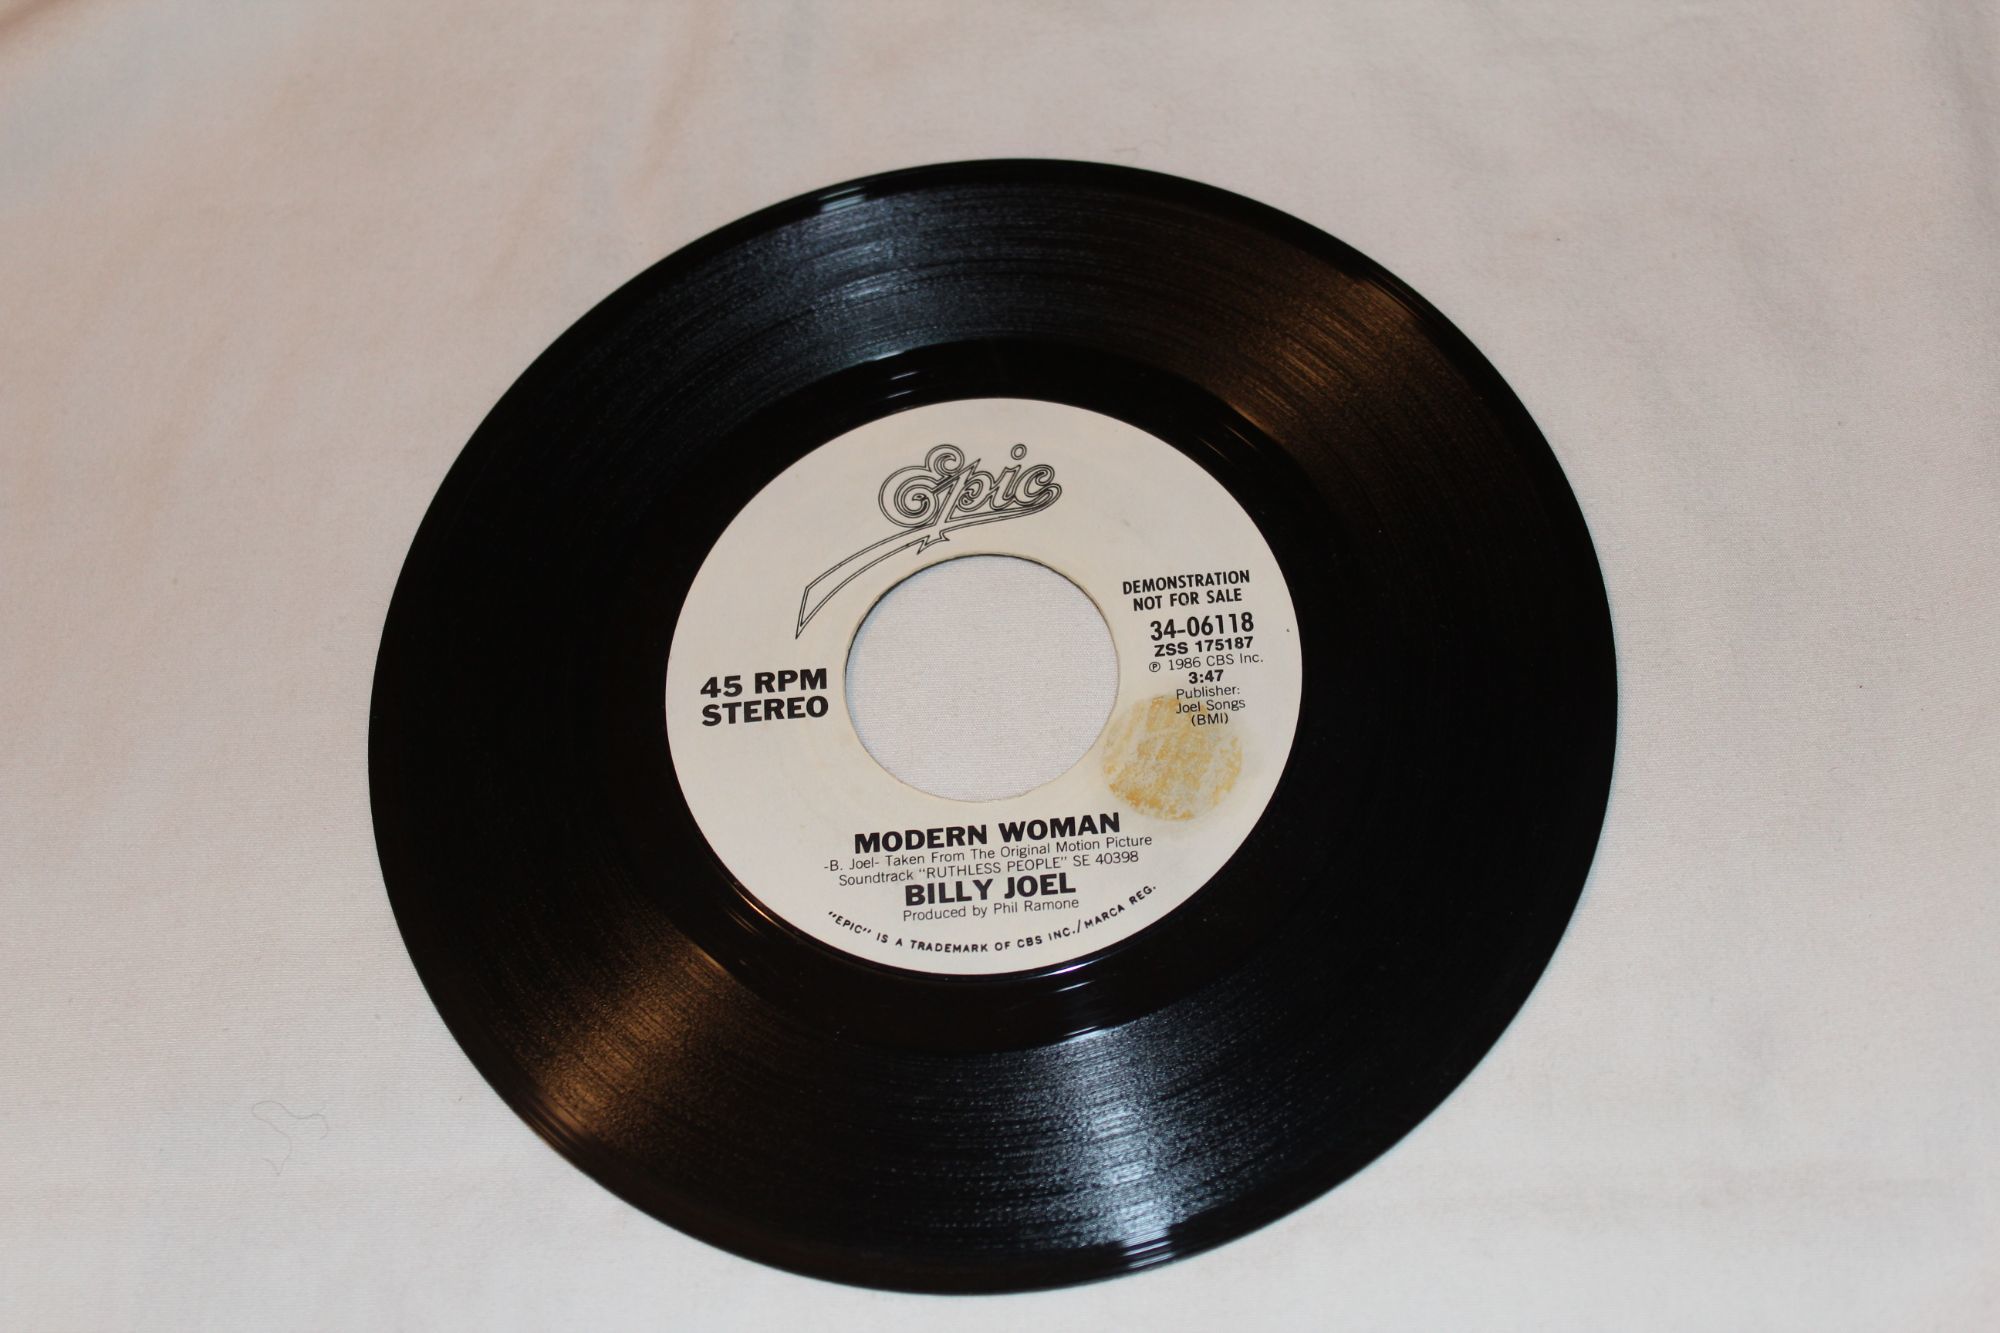 Epic
DEMONSTRATION
NOT FOR SALE
34-06118
ZSS 175187
℗ 1986 CBS Inc.
3:47
Publisher:
Joel Songs
(BMI)
45 RPM
STEREO
MODERN WOMAN
-B. Joel- Taken From The Original Motion Picture
Soundtrack "RUTHLESS PEOPLE" SE 40398
BILLY JOEL
Produced by Phil Ramone
"EPIC" IS A TRADEMARK OF CBS INC./MARCA REG.